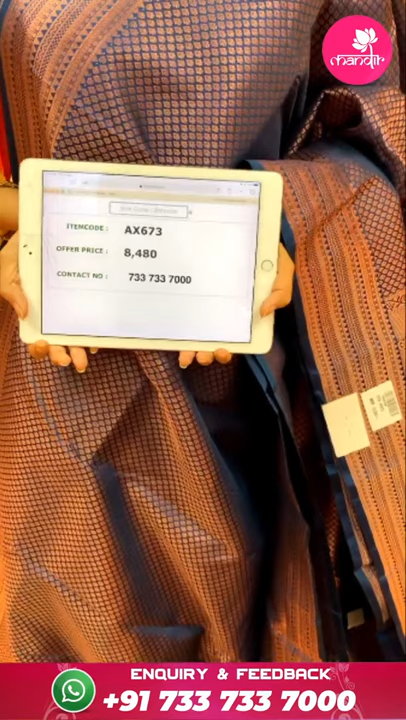 mandir
ITEMCODE : AX673
OFFER PRICE : 8,480
CONTACT NO : 733 733 7000
ENQUIRY & FEEDBACK
+91 733 733 7000